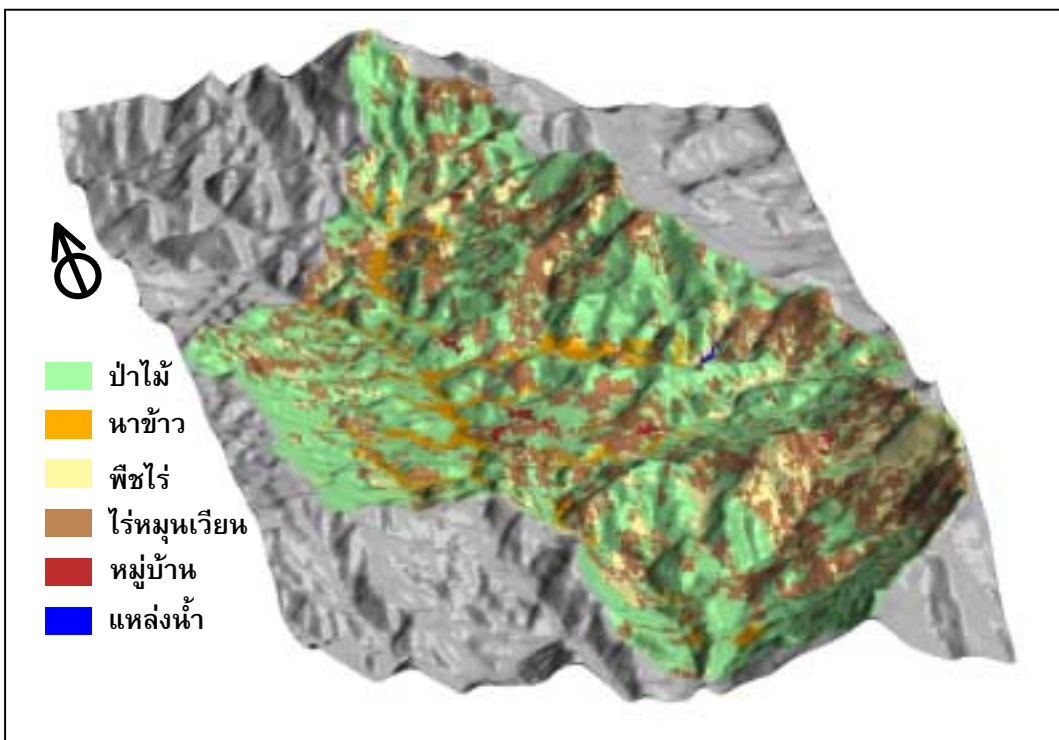 ป่าไม้
นาข้าว
พืชไร่
ไร่หมุนเวียน
หมู่บ้าน
แหล่งน้ำ